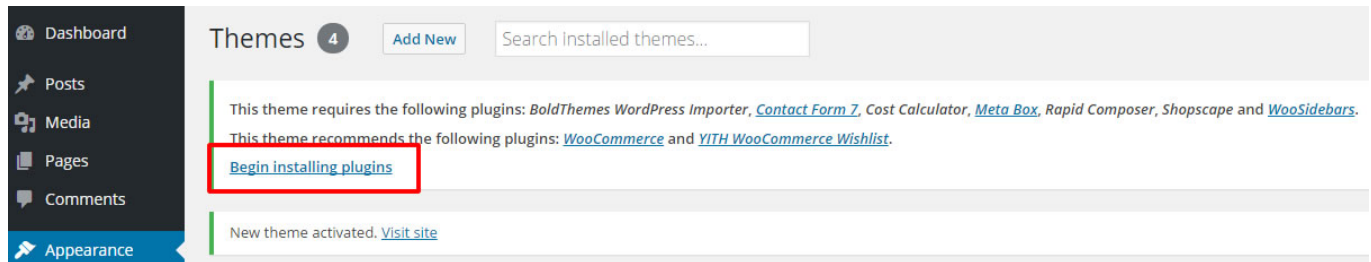 Dashboard
Posts
Media
Pages
Comments
Appearance
Themes 4 Add New Search installed themes...
This theme requires the following plugins: BoldThemes WordPress Importer, Contact Form 7, Cost Calculator, Meta Box, Rapid Composer, Shopscape and WooSidebars.
This theme recommends the following plugins: WooCommerce and YITH WooCommerce Wishlist.
Begin installing plugins
New theme activated. Visit site